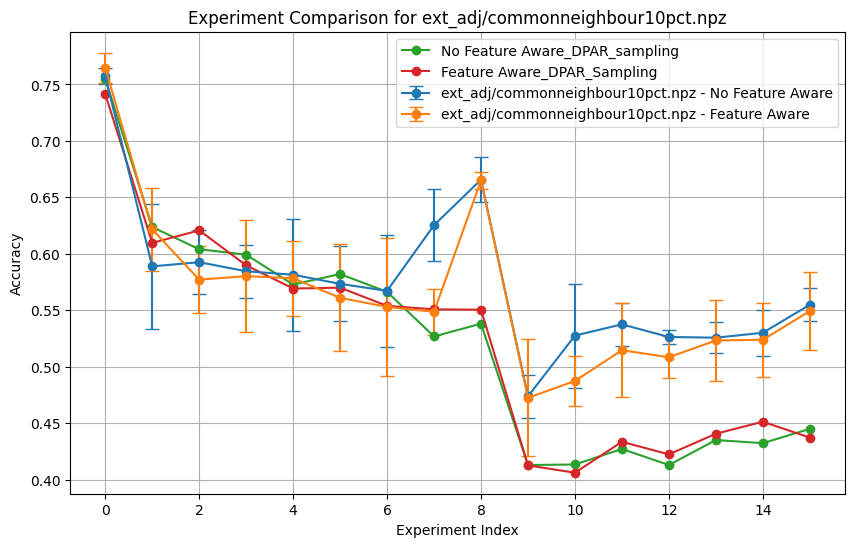 Experiment Comparison for ext_adj/commonneighbour10pct.npz
No Feature Aware_DPAR_sampling
Feature Aware_DPAR_Sampling
ext_adj/commonneighbour10pct.npz - No Feature Aware
ext_adj/commonneighbour10pct.npz - Feature Aware
Accuracy
0.75
0.70
0.65
0.60
0.55
0.50
0.45
0.40
0 2 4 6 8 10 12 14
Experiment Index